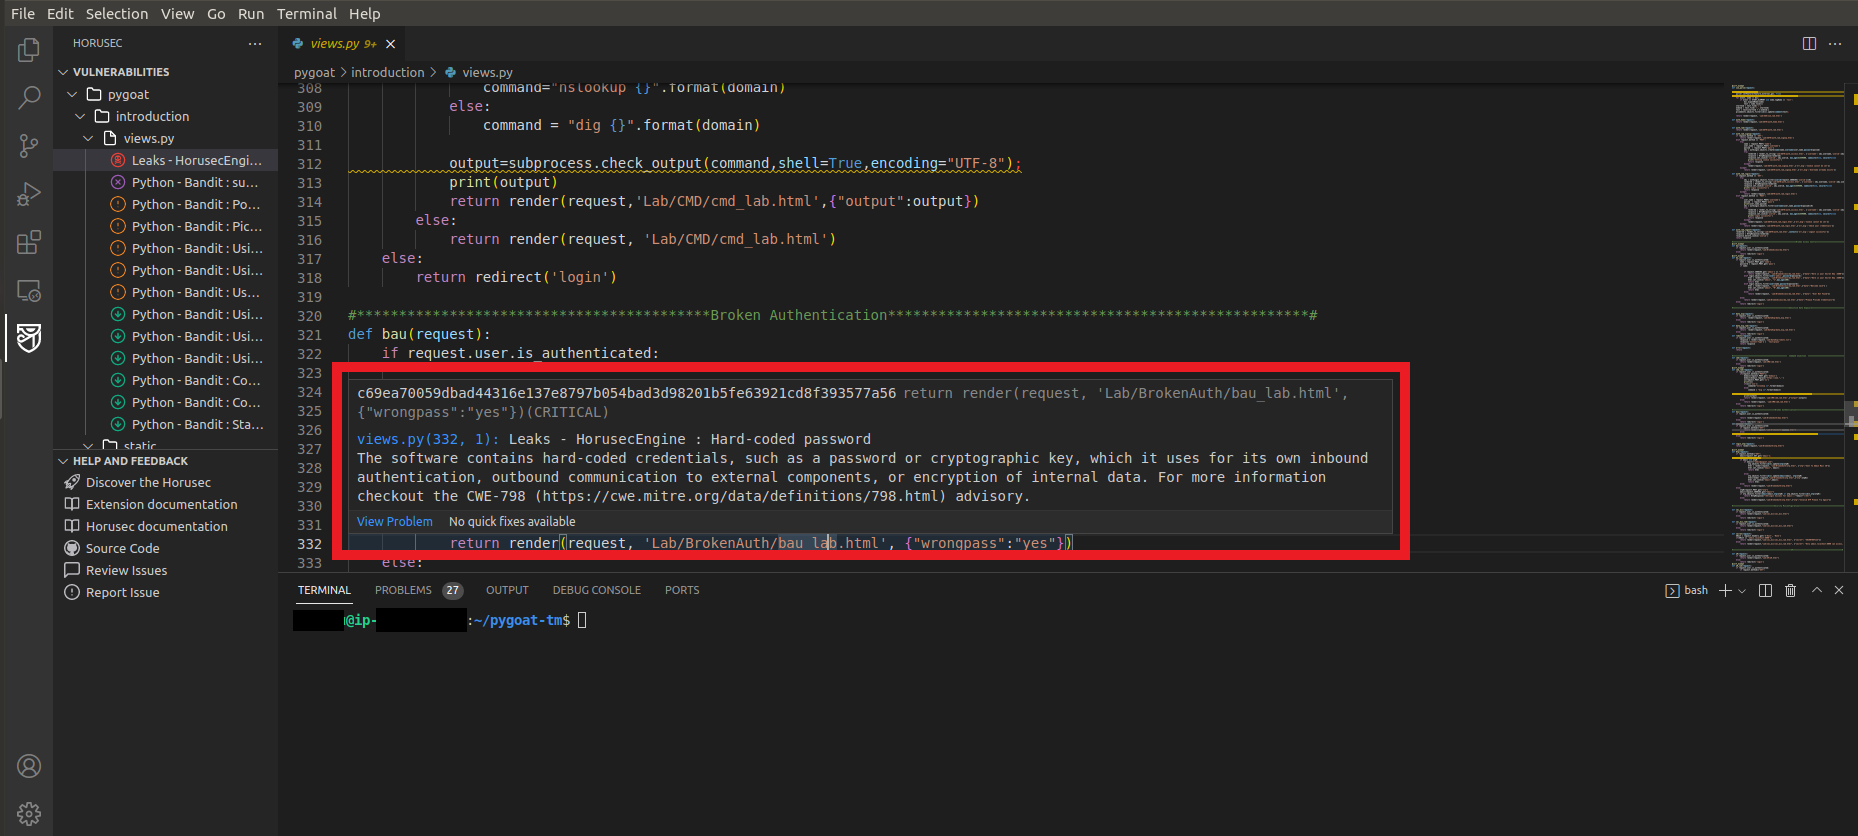 File Edit Selection View Go Run Terminal Help
HORUSEC ...
VULNERABILITIES
pygoat
introduction
views.py
Leaks - HorusecEngi...
Python - Bandit : su...
Python - Bandit : Po...
Python - Bandit : Pic...
Python - Bandit : Usi...
Python - Bandit : Usi...
Python - Bandit : Us...
Python - Bandit : Usi...
Python - Bandit : Usi...
Python - Bandit : Usi...
Python - Bandit : Co...
Python - Bandit : Co...
Python - Bandit : Sta...
static
HELP AND FEEDBACK
Discover the Horusec
Extension documentation
Horusec documentation
Source Code
Review Issues
Report Issue
views.py 9+
pygoat > introduction > views.py
308 command="nslookup {}".format(domain)
309 else:
310 command = "dig {}".format(domain)
311
312 output=subprocess.check_output(command,shell=True,encoding="UTF-8");
313 print(output)
314 return render(request,'Lab/CMD/cmd_lab.html',{"output":output})
315 else:
316 return render(request, 'Lab/CMD/cmd_lab.html')
317 else:
318 return redirect('login')
319
320 #******************************************Broken Authentication**************************************************#
321 def bau(request):
322 if request.user.is_authenticated:
323
324 c69ea70059dbad44316e137e8797b054bad3d98201b5fe63921cd8f393577a56 return render(request, 'Lab/BrokenAuth/bau_lab.html',
325 {"wrongpass":"yes"})(CRITICAL)
326
327 views.py(332, 1): Leaks - HorusecEngine : Hard-coded password
328 The software contains hard-coded credentials, such as a password or cryptographic key, which it uses for its own inbound
329 authentication, outbound communication to external components, or encryption of internal data. For more information
330 checkout the CWE-798 (https://cwe.mitre.org/data/definitions/798.html) advisory.
331 View Problem No quick fixes available
332 return render(request, 'Lab/BrokenAuth/bau_lab.html', {"wrongpass":"yes"})
333 else:
TERMINAL PROBLEMS 27 OUTPUT DEBUG CONSOLE PORTS
bash
@ip- :~/pygoat-tm$